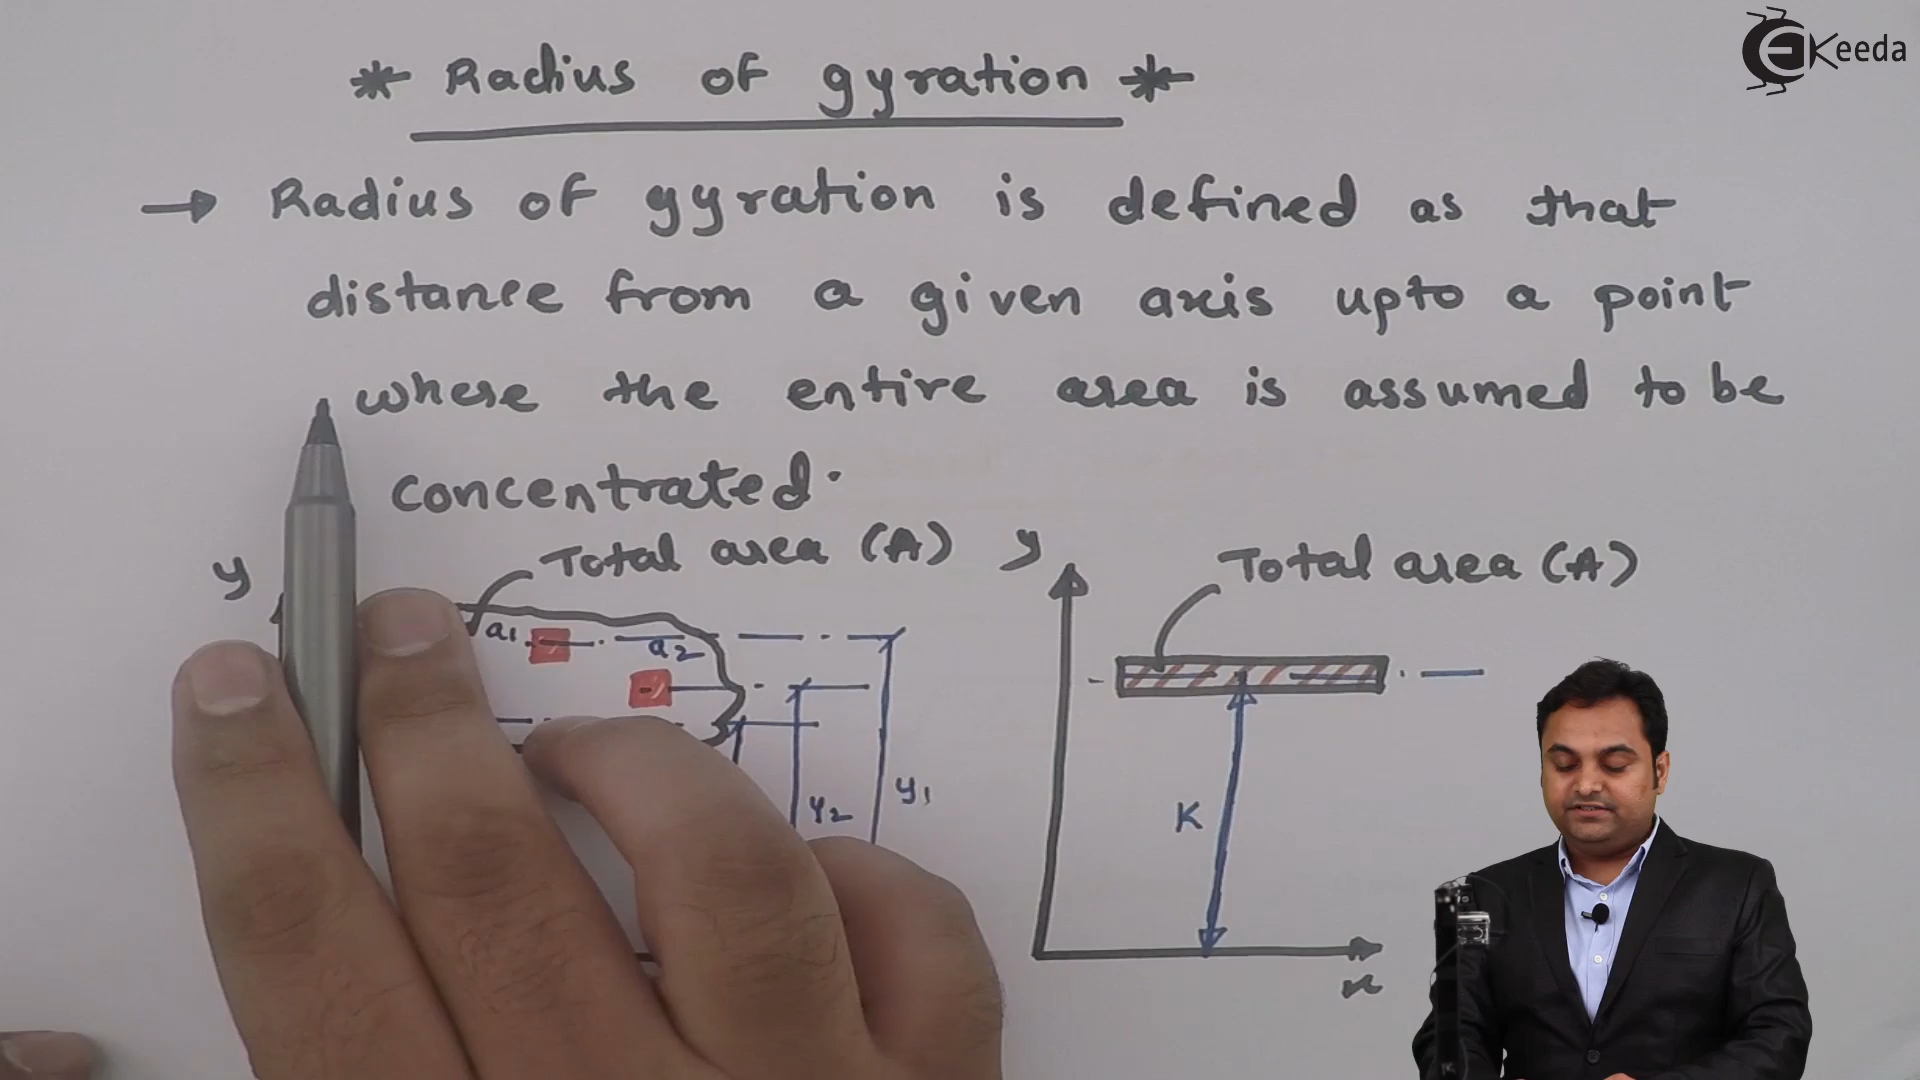 EKeeda
* Radius of gyration *
→ Radius of gyration is defined as that
distance from a given axis upto a point
where the entire area is assumed to be
concentrated.
y
Total area (A)
a1
a2
y2
y1
y
Total area (A)
K
x